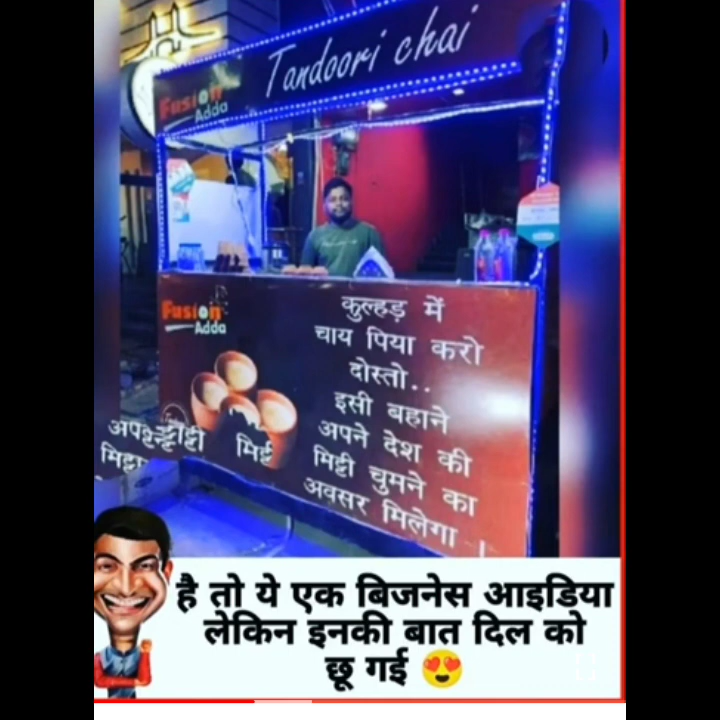 Tandoori chai
Fusion
Adda
Fusion
Adda
कुल्हड़ में
चाय पिया करो
दोस्तो..
इसी बहाने
अपने देश की
मिट्टी चुमने का
अवसर मिलेगा ।
है तो ये एक बिजनेस आइडिया
लेकिन इनकी बात दिल को
छू गई 😍